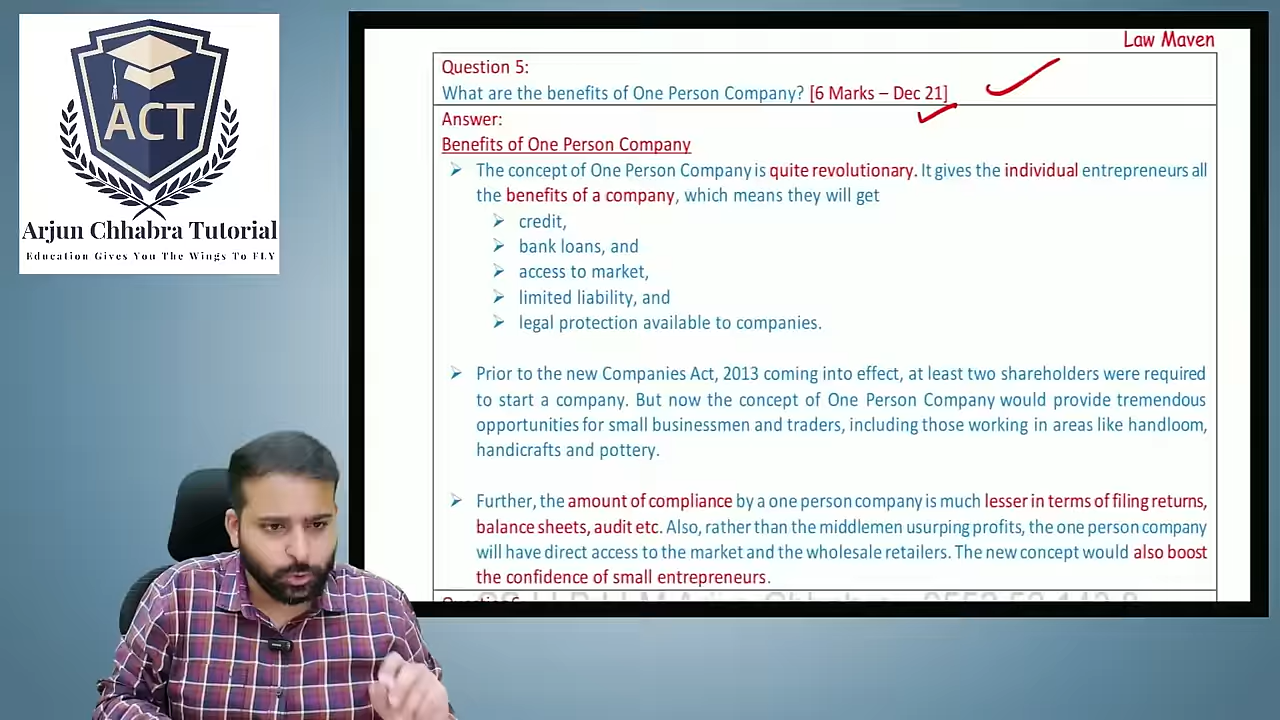 ACT
Arjun Chhabra Tutorial
Education Gives You The Wings To FLY
Law Maven
Question 5:
What are the benefits of One Person Company? [6 Marks – Dec 21]
Answer:
Benefits of One Person Company
The concept of One Person Company is quite revolutionary. It gives the individual entrepreneurs all
the benefits of a company, which means they will get
credit,
bank loans, and
access to market,
limited liability, and
legal protection available to companies.
Prior to the new Companies Act, 2013 coming into effect, at least two shareholders were required
to start a company. But now the concept of One Person Company would provide tremendous
opportunities for small businessmen and traders, including those working in areas like handloom,
handicrafts and pottery.
Further, the amount of compliance by a one person company is much lesser in terms of filing returns,
balance sheets, audit etc. Also, rather than the middlemen usurping profits, the one person company
will have direct access to the market and the wholesale retailers. The new concept would also boost
the confidence of small entrepreneurs.